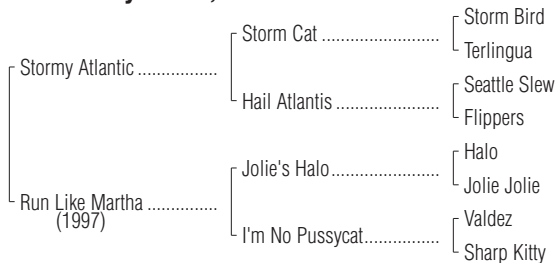 Storm Bird
Storm Cat ........................
Terlingua
Stormy Atlantic ................
Seattle Slew
Hail Atlantis .....................
Flippers
Halo
Jolie's Halo ......................
Jolie Jolie
Run Like Martha ..............
(1997)
Valdez
I'm No Pussycat................
Sharp Kitty